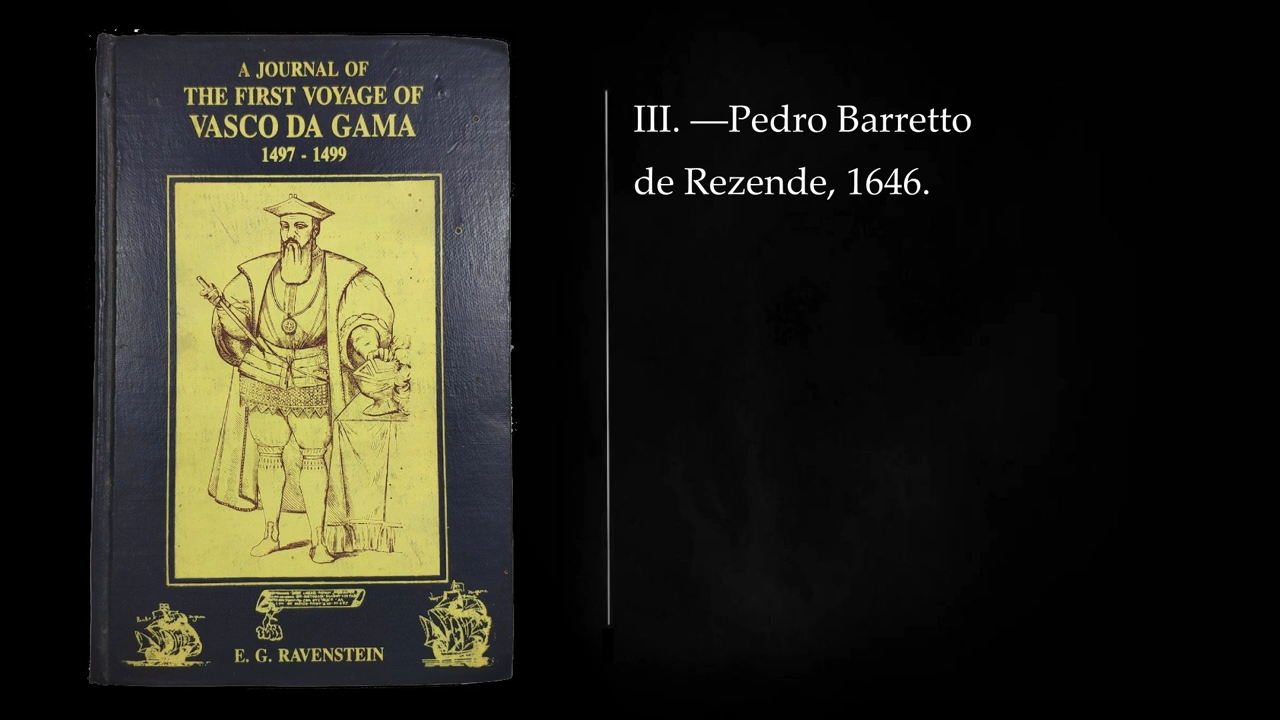 A JOURNAL OF
THE FIRST VOYAGE OF
VASCO DA GAMA
1497 - 1499
E. G. RAVENSTEIN
III. —Pedro Barretto
de Rezende, 1646.